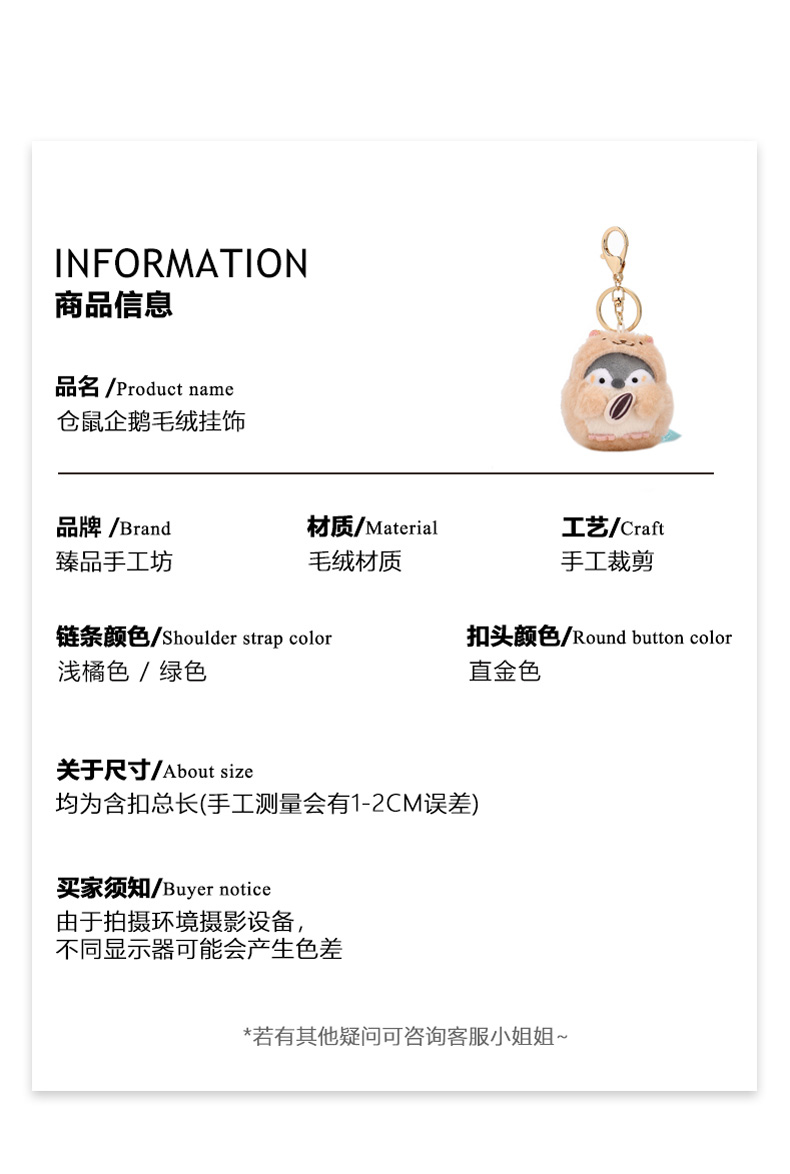 INFORMATION
商品信息
品名 /Product name
仓鼠企鹅毛绒挂饰
品牌 /Brand
臻品手工坊
材质/Material
毛绒材质
工艺/Craft
手工裁剪
链条颜色/Shoulder strap color
浅橘色 / 绿色
扣头颜色/Round button color
直金色
关于尺寸/About size
均为含扣总长(手工测量会有1-2CM误差)
买家须知/Buyer notice
由于拍摄环境摄影设备,
不同显示器可能会产生色差
*若有其他疑问可咨询客服小姐姐~